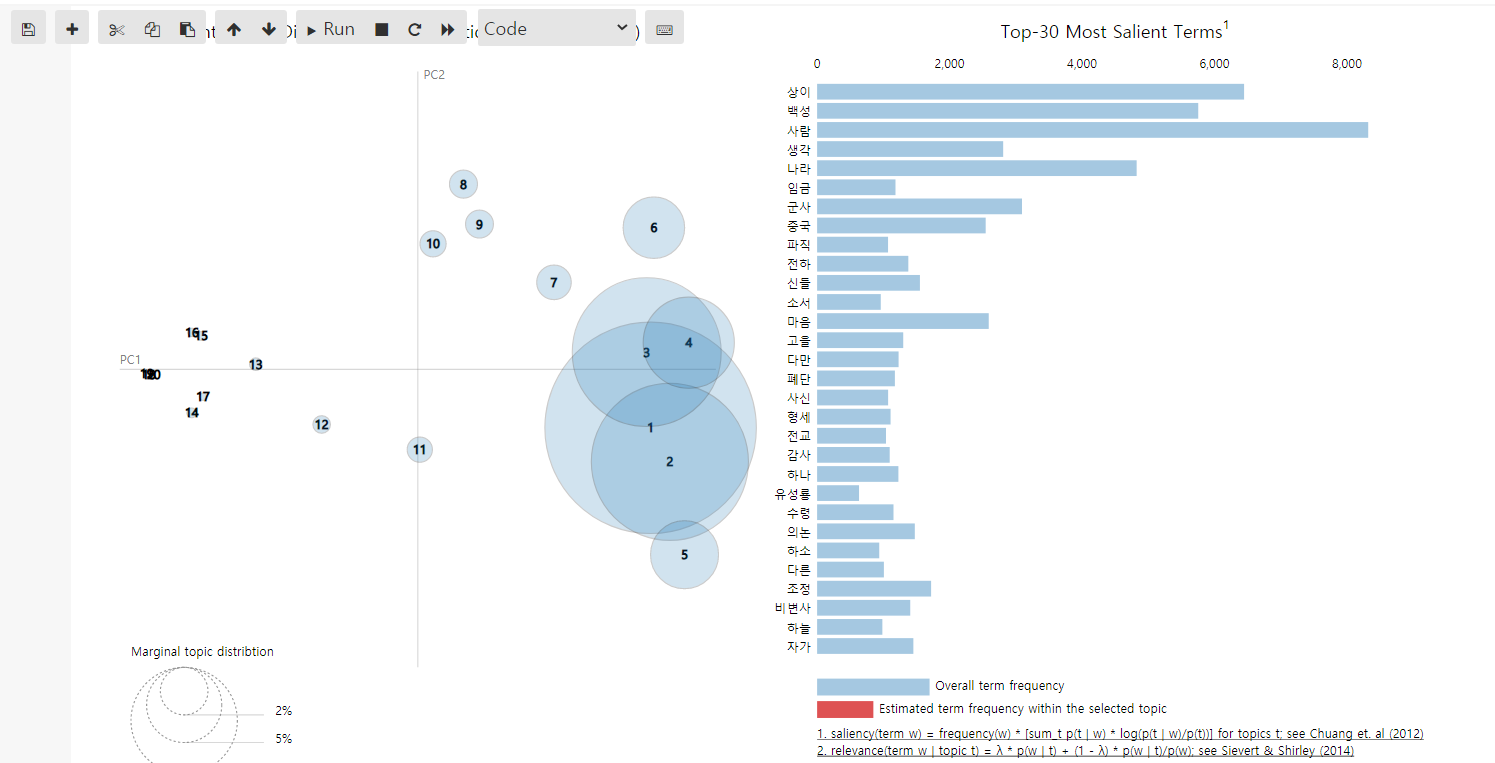 Run
Code
PC2
PC1
8
9
10
6
7
16
15
4
3
13
20
17
14
12
1
11
2
5
Marginal topic distribtion
2%
5%
Top-30 Most Salient Terms1
0 2,000 4,000 6,000 8,000
상이
백성
사람
생각
나라
임금
군사
중국
파직
전하
신들
소서
마음
고을
다만
폐단
사신
형세
전교
감사
하나
유성룡
수령
의논
하소
다른
조정
비변사
하늘
자가
Overall term frequency
Estimated term frequency within the selected topic
1. saliency(term w) = frequency(w) * [sum_t p(t | w) * log(p(t | w)/p(t))] for topics t; see Chuang et. al (2012)
2. relevance(term w | topic t) = λ * p(w | t) + (1 - λ) * p(w | t)/p(w); see Sievert & Shirley (2014)